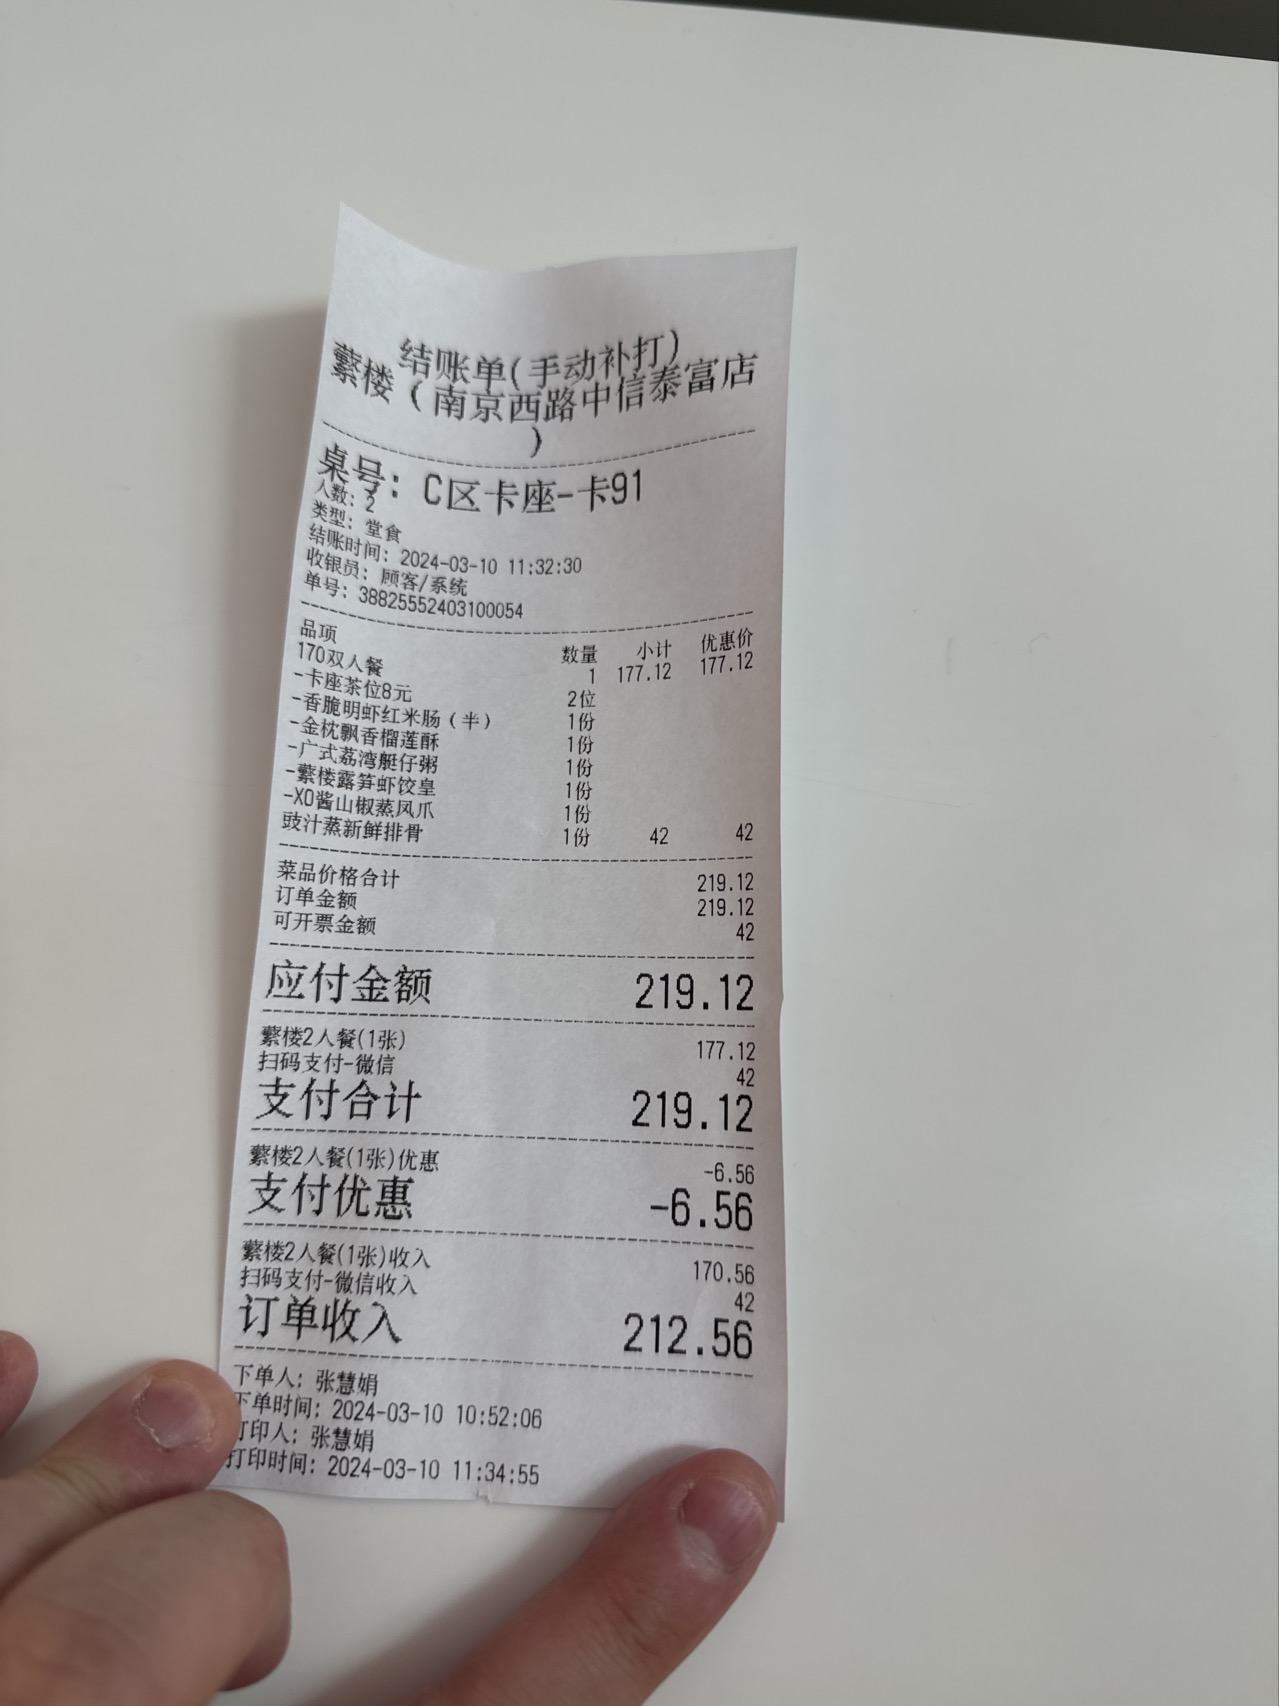 结账单(手动补打)
蘩楼（南京西路中信泰富店
）
桌号：C区卡座-卡91
人数：2
类型：堂食
结账时间：2024-03-10 11:32:30
收银员：顾客/系统
单号：38825552403100054
品项 数量 小计 优惠价
170双人餐 1 177.12 177.12
-卡座茶位8元 2位
-香脆明虾红米肠（半） 1份
-金枕飘香榴莲酥 1份
-广式荔湾艇仔粥 1份
-蘩楼露笋虾饺皇 1份
-XO酱山椒蒸凤爪 1份
豉汁蒸新鲜排骨 1份 42 42
菜品价格合计 219.12
订单金额 219.12
可开票金额 42
应付金额 219.12
蘩楼2人餐(1张) 177.12
扫码支付-微信 42
支付合计 219.12
蘩楼2人餐(1张)优惠 -6.56
支付优惠 -6.56
蘩楼2人餐(1张)收入 170.56
扫码支付-微信收入 42
订单收入 212.56
下单人：张慧娟
下单时间：2024-03-10 10:52:06
打印人：张慧娟
打印时间：2024-03-10 11:34:55